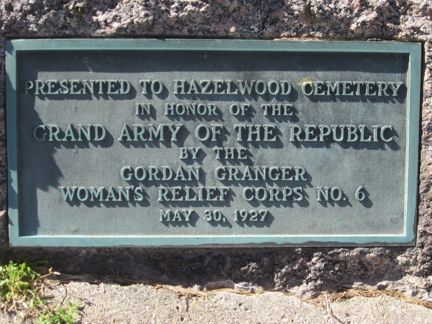 PRESENTED TO HAZELWOOD CEMETERY
IN HONOR OF THE
GRAND ARMY OF THE REPUBLIC
BY THE
GORDAN GRANGER
WOMAN'S RELIEF CORPS NO. 6
MAY 30, 1927